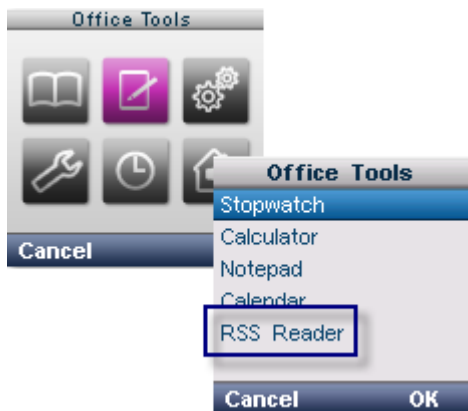 Office Tools
Cancel
Office Tools
Stopwatch
Calculator
Notepad
Calendar
RSS Reader
Cancel OK